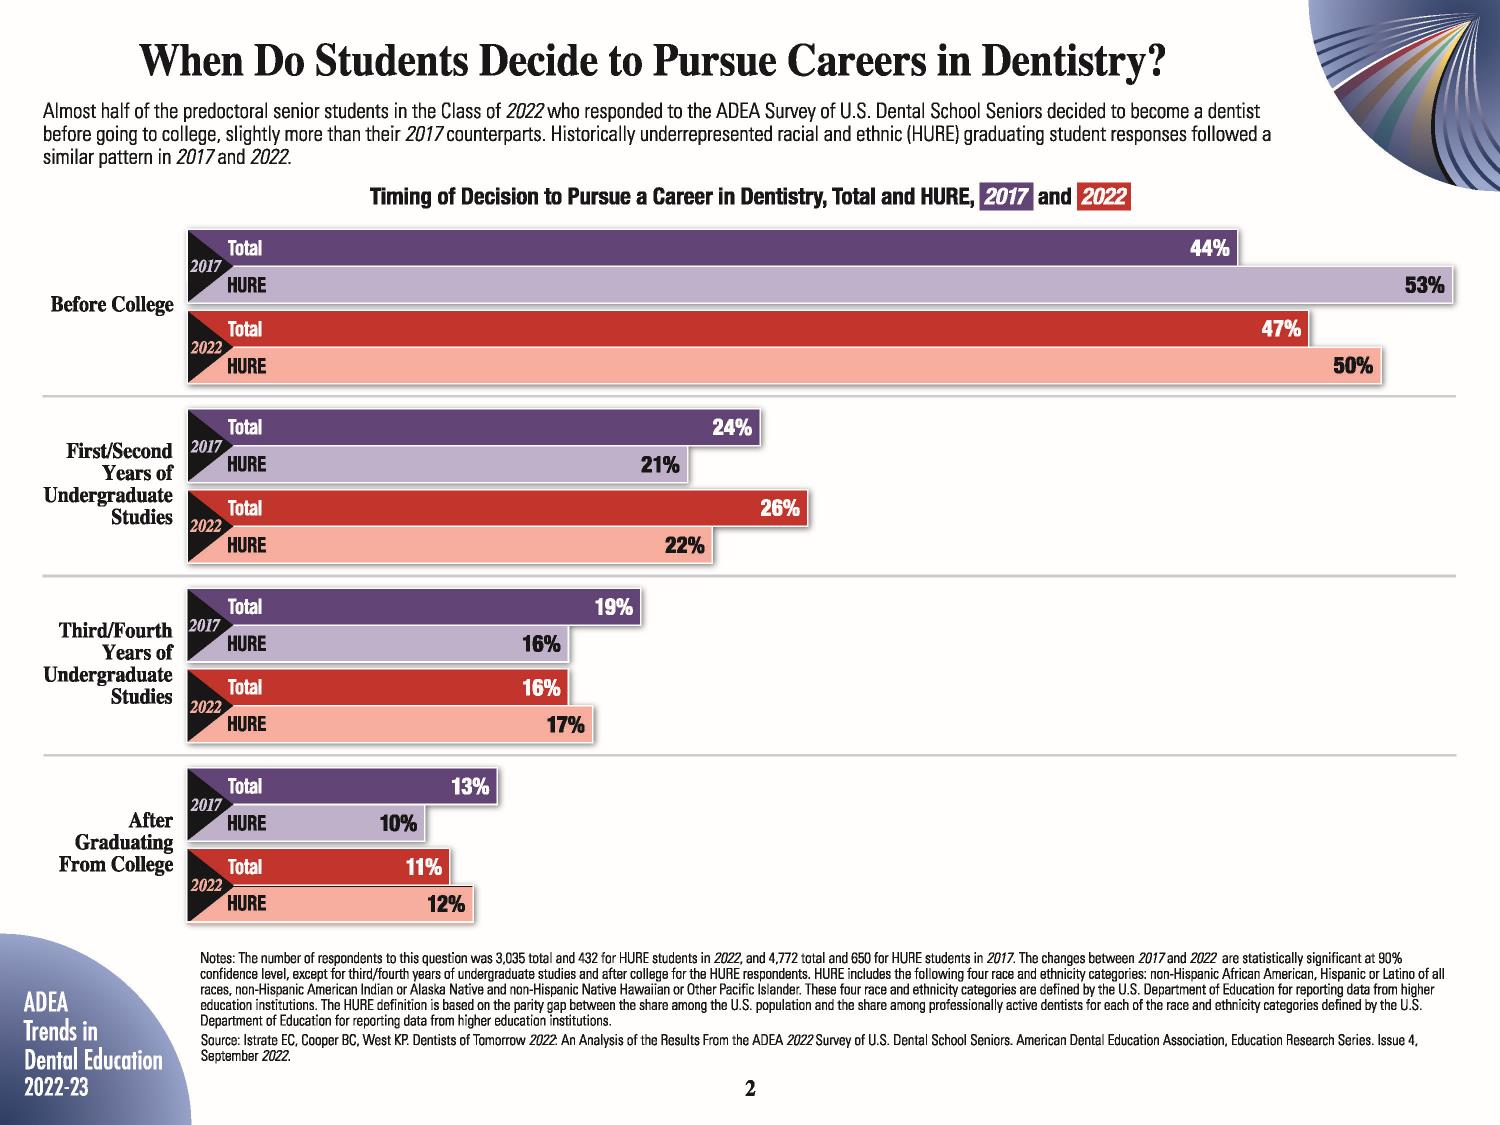 When Do Students Decide to Pursue Careers in Dentistry?
Almost half of the predoctoral senior students in the Class of 2022 who responded to the ADEA Survey of U.S. Dental School Seniors decided to become a dentist
before going to college, slightly more than their 2017 counterparts. Historically underrepresented racial and ethnic (HURE) graduating student responses followed a
similar pattern in 2017 and 2022.
Timing of Decision to Pursue a Career in Dentistry, Total and HURE, 2017 and 2022
Before College
2017
Total
44%
HURE
53%
2022
Total
47%
HURE
50%
First/Second
Years of
Undergraduate
Studies
2017
Total
24%
HURE
21%
2022
Total
26%
HURE
22%
Third/Fourth
Years of
Undergraduate
Studies
2017
Total
19%
HURE
16%
2022
Total
16%
HURE
17%
After
Graduating
From College
2017
Total
13%
HURE
10%
2022
Total
11%
HURE
12%
Notes: The number of respondents to this question was 3,035 total and 432 for HURE students in 2022, and 4,772 total and 650 for HURE students in 2017. The changes between 2017 and 2022 are statistically significant at 90%
confidence level, except for third/fourth years of undergraduate studies and after college for the HURE respondents. HURE includes the following four race and ethnicity categories: non-Hispanic African American, Hispanic or Latino of all
races, non-Hispanic American Indian or Alaska Native and non-Hispanic Native Hawaiian or Other Pacific Islander. These four race and ethnicity categories are defined by the U.S. Department of Education for reporting data from higher
education institutions. The HURE definition is based on the parity gap between the share among the U.S. population and the share among professionally active dentists for each of the race and ethnicity categories defined by the U.S.
Department of Education for reporting data from higher education institutions.
Source: Istrate EC, Cooper BC, West KP. Dentists of Tomorrow 2022: An Analysis of the Results From the ADEA 2022 Survey of U.S. Dental School Seniors. American Dental Education Association, Education Research Series. Issue 4,
September 2022.
ADEA
Trends in
Dental Education
2022-23
2